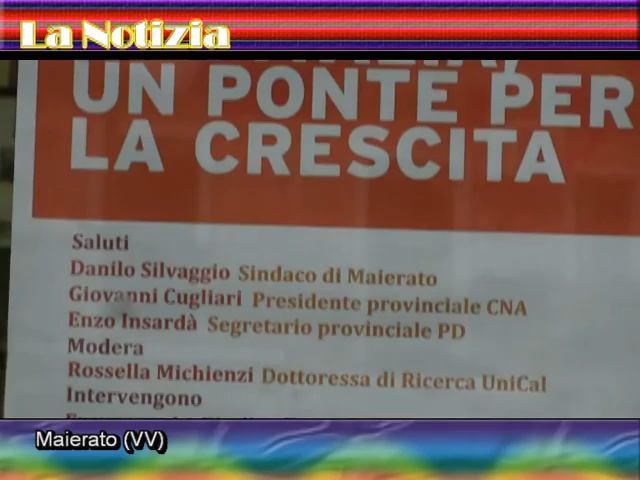 La Notizia
UN PONTE PER
LA CRESCITA
Saluti
Danilo Silvaggio Sindaco di Maierato
Giovanni Cugliari Presidente provinciale CNA
Enzo Insardà Segretario provinciale PD
Modera
Rossella Michienzi Dottoressa di Ricerca UniCal
Intervengono
Maierato (VV)